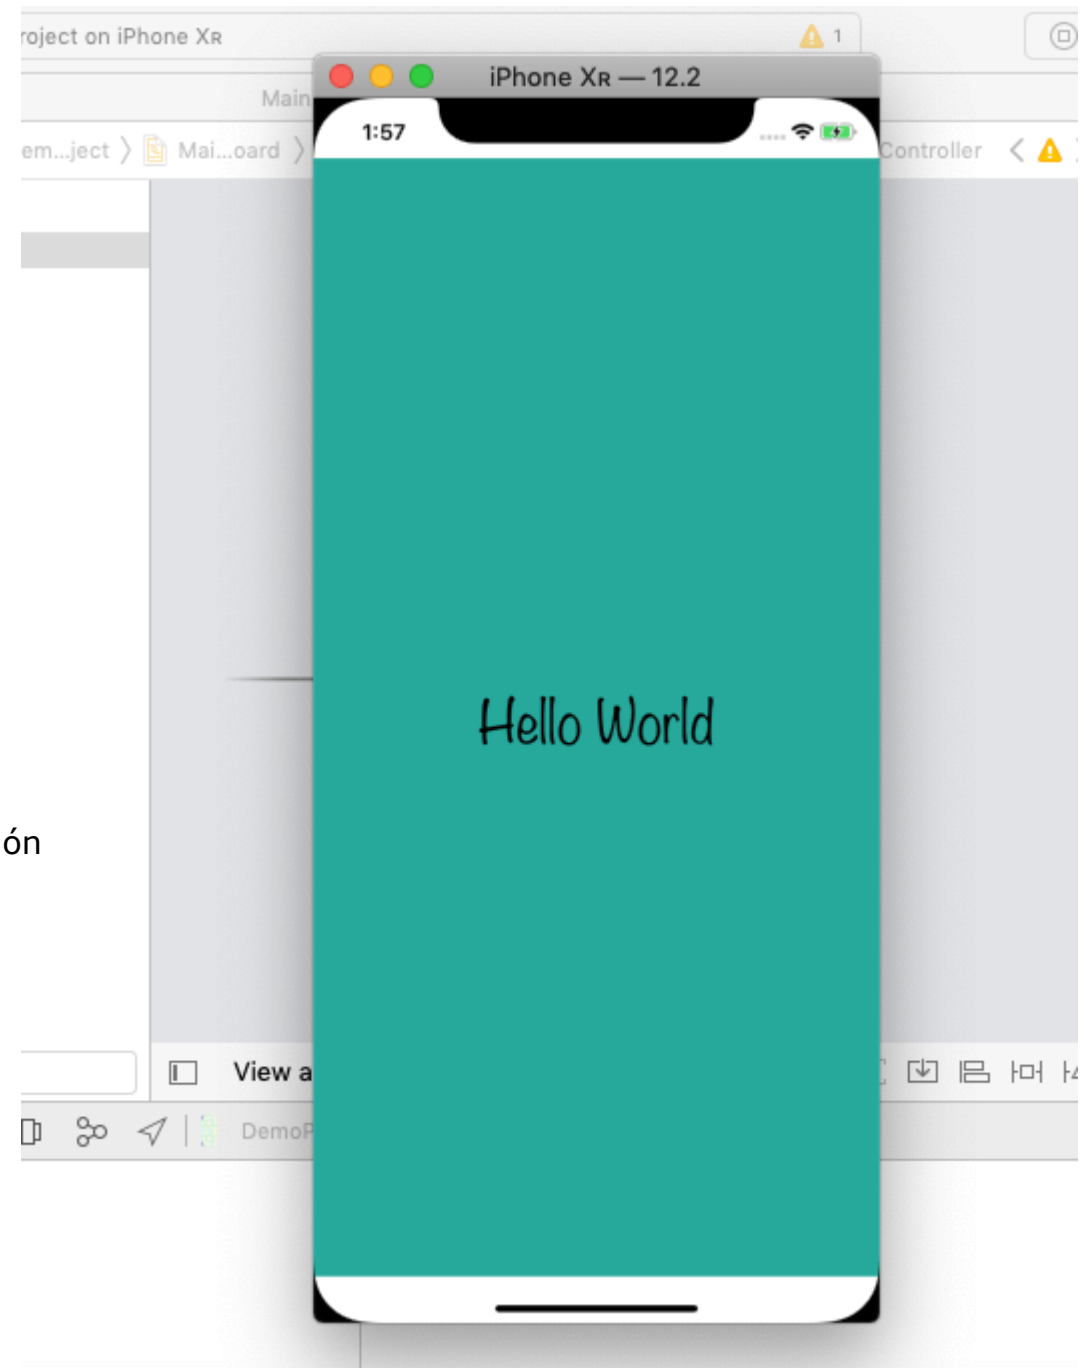 roject on iPhone XR
1
iPhone XR — 12.2
Main
1:57
em...ject
Mai...oard
Controller
Hello World
ón
View a
DemoP